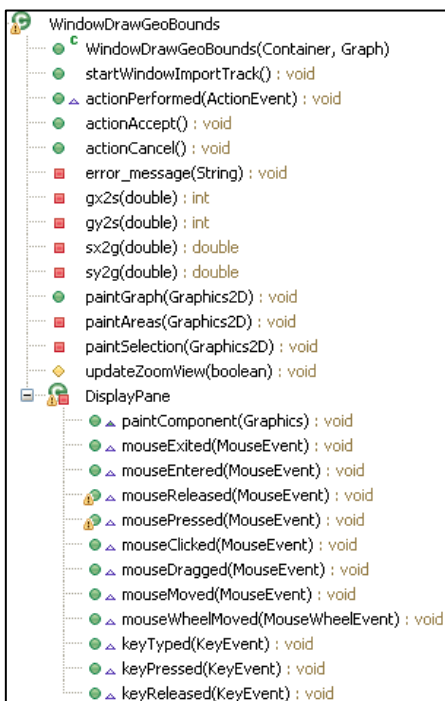 WindowDrawGeoBounds
C WindowDrawGeoBounds(Container, Graph)
startWindowImportTrack() : void
actionPerformed(ActionEvent) : void
actionAccept() : void
actionCancel() : void
error_message(String) : void
gx2s(double) : int
gy2s(double) : int
sx2g(double) : double
sy2g(double) : double
paintGraph(Graphics2D) : void
paintAreas(Graphics2D) : void
paintSelection(Graphics2D) : void
updateZoomView(boolean) : void
DisplayPane
paintComponent(Graphics) : void
mouseExited(MouseEvent) : void
mouseEntered(MouseEvent) : void
mouseReleased(MouseEvent) : void
mousePressed(MouseEvent) : void
mouseClicked(MouseEvent) : void
mouseDragged(MouseEvent) : void
mouseMoved(MouseEvent) : void
mouseWheelMoved(MouseWheelEvent) : void
keyTyped(KeyEvent) : void
keyPressed(KeyEvent) : void
keyReleased(KeyEvent) : void